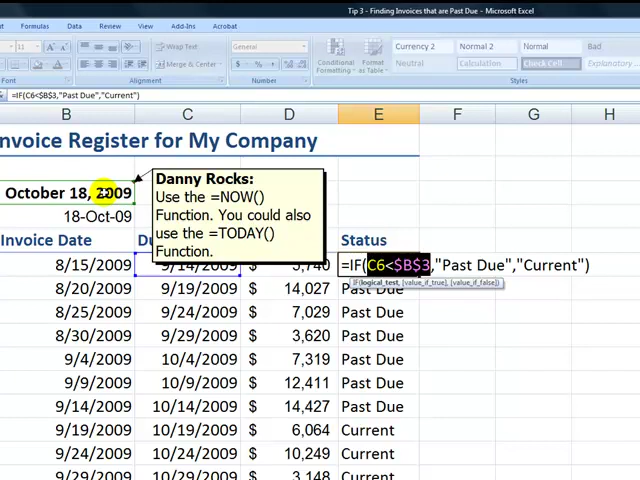 Tip 3 - Finding Invoices that are Past Due - Microsoft Excel
Formulas Data Review View Add-Ins Acrobat
11 Wrap Text General Conditional Formatting Format as Table Currency 2 Normal 2 Normal
Merge & Center $ % Neutral Calculation Check Cell Explanatory
Font Alignment Number Styles
=IF(C6<$B$3,"Past Due","Current")
B C D E F G H
nvoice Register for My Company
October 18, 2009
18-Oct-09
Danny Rocks:
Use the =NOW()
Function. You could also
use the =TODAY()
Function.
Invoice Date Du Status
8/15/2009 9/14/2009 $ 3,740 =IF(C6<$B$3,"Past Due","Current")
IF(logical_test, [value_if_true], [value_if_false])
8/20/2009 9/19/2009 $ 14,027 Past Due
8/25/2009 9/24/2009 $ 7,029 Past Due
8/30/2009 9/29/2009 $ 3,620 Past Due
9/4/2009 10/4/2009 $ 7,319 Past Due
9/9/2009 10/9/2009 $ 12,411 Past Due
9/14/2009 10/14/2009 $ 14,427 Past Due
9/19/2009 10/19/2009 $ 6,064 Current
9/24/2009 10/24/2009 $ 10,249 Current
9/29/2009 10/29/2009 $ 3,148 Current